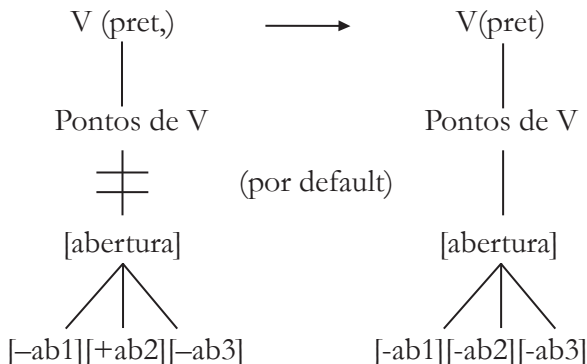 V (pret,) V(pret)
Pontos de V Pontos de V
(por default)
[abertura] [abertura]
[–ab1][+ab2][–ab3] [-ab1][-ab2][-ab3]